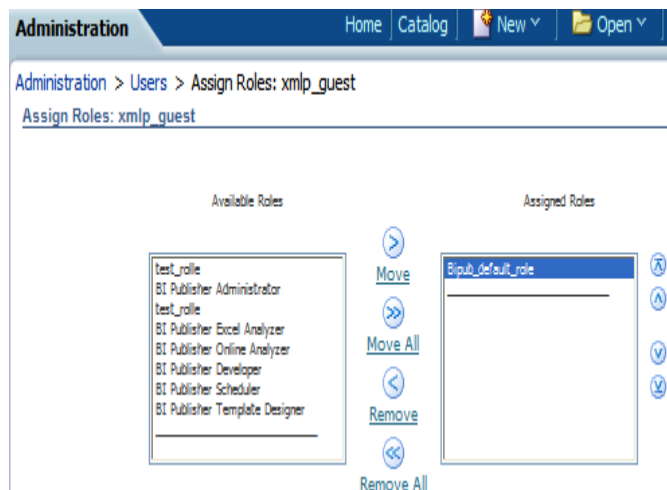 Administration
Home Catalog New Open
Administration > Users > Assign Roles: xmlp_guest
Assign Roles: xmlp_guest
Available Roles
test_rolle
BI Publisher Administrator
test_rolle
BI Publisher Excel Analyzer
BI Publisher Online Analyzer
BI Publisher Developer
BI Publisher Scheduler
BI Publisher Template Designer
Move
Move All
Remove
Remove All
Assigned Roles
Bipub_default_role